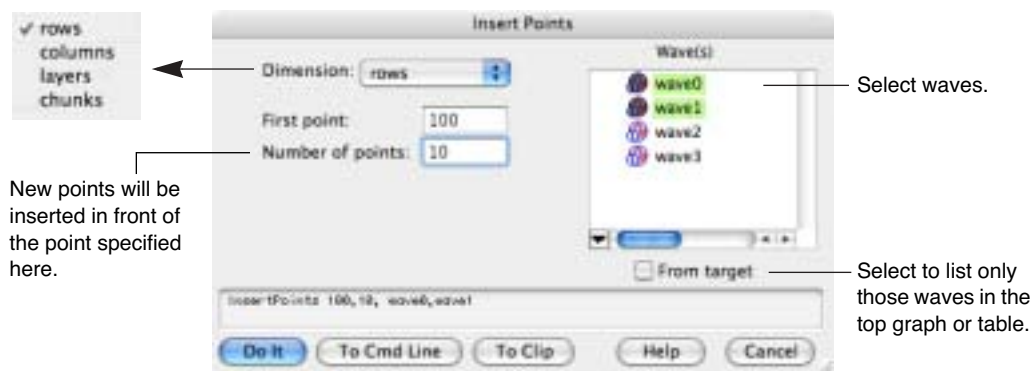 ✓ rows
columns
layers
chunks
Insert Points
Dimension: rows
First point: 100
Number of points: 10
Wave(s)
wave0
wave1
wave2
wave3
From target
InsertPoints 100,10, wave0,wave1
Do It
To Cmd Line
To Clip
Help
Cancel
Select waves.
New points will be
inserted in front of
the point specified
here.
Select to list only
those waves in the
top graph or table.